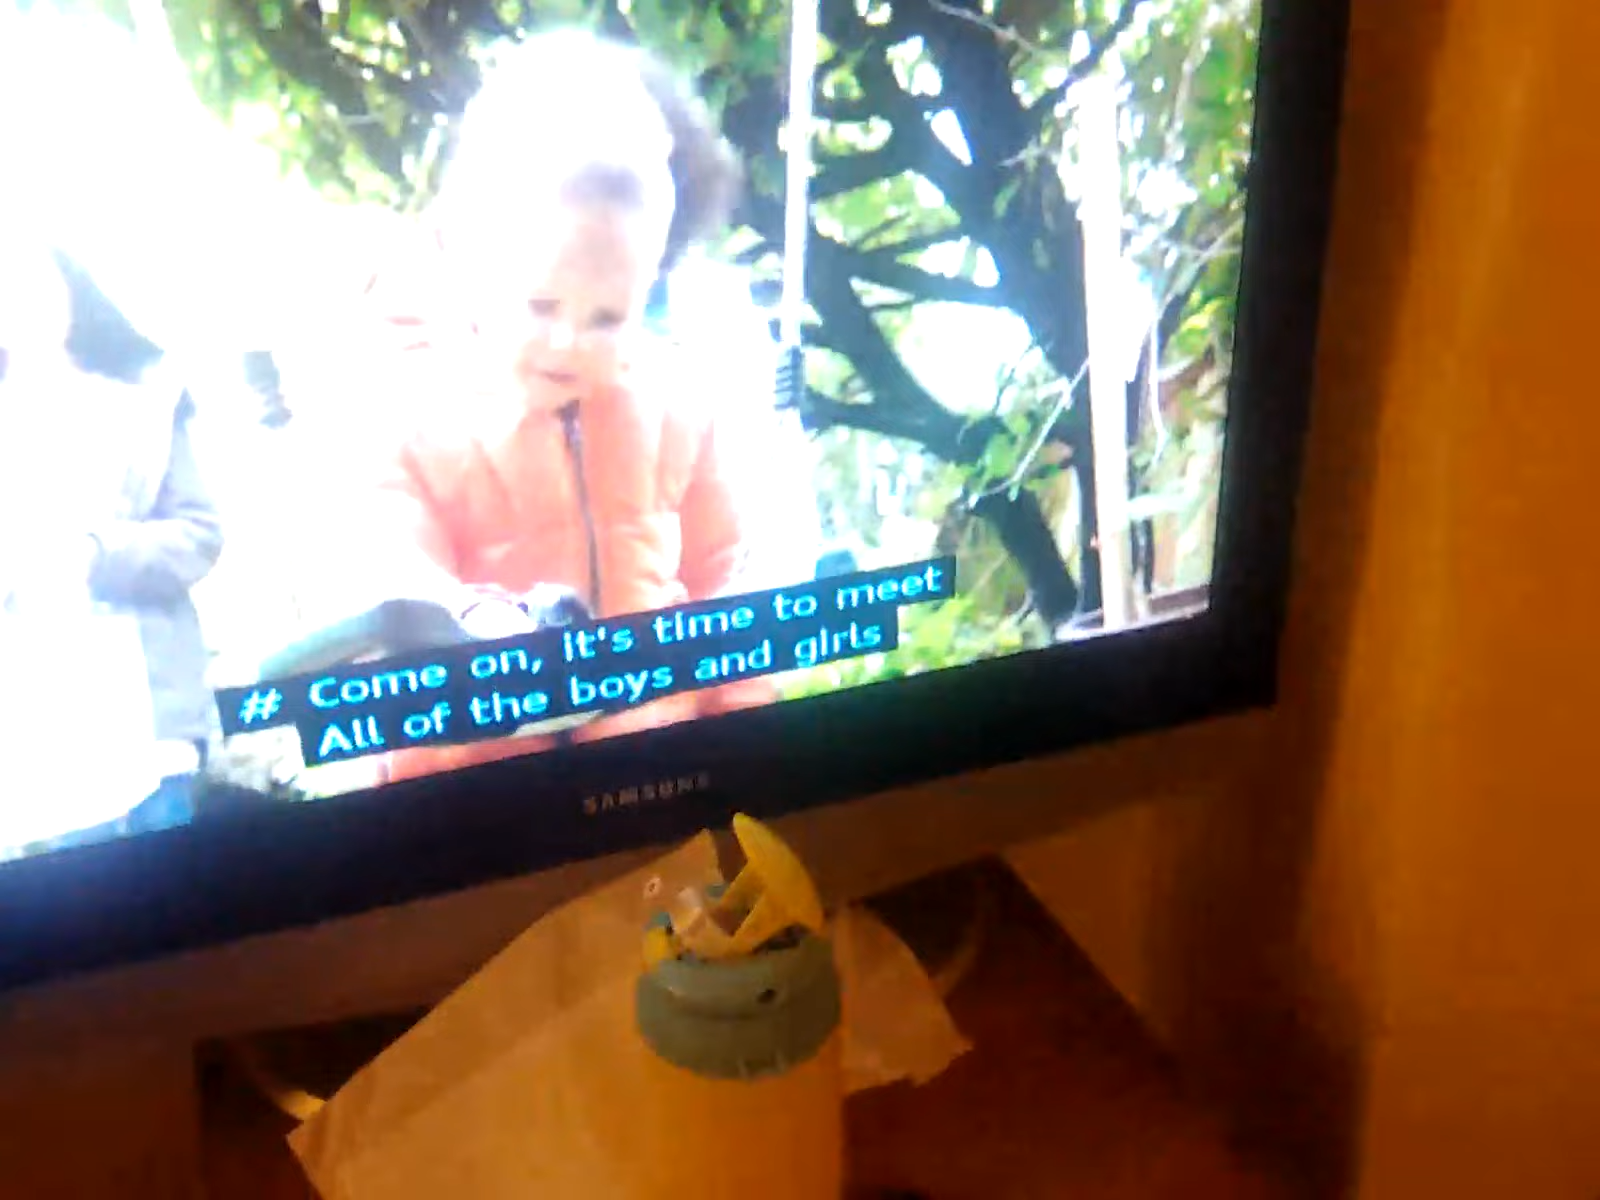 # Come on, it's time to meet
All of the boys and girls
SAMSUNG